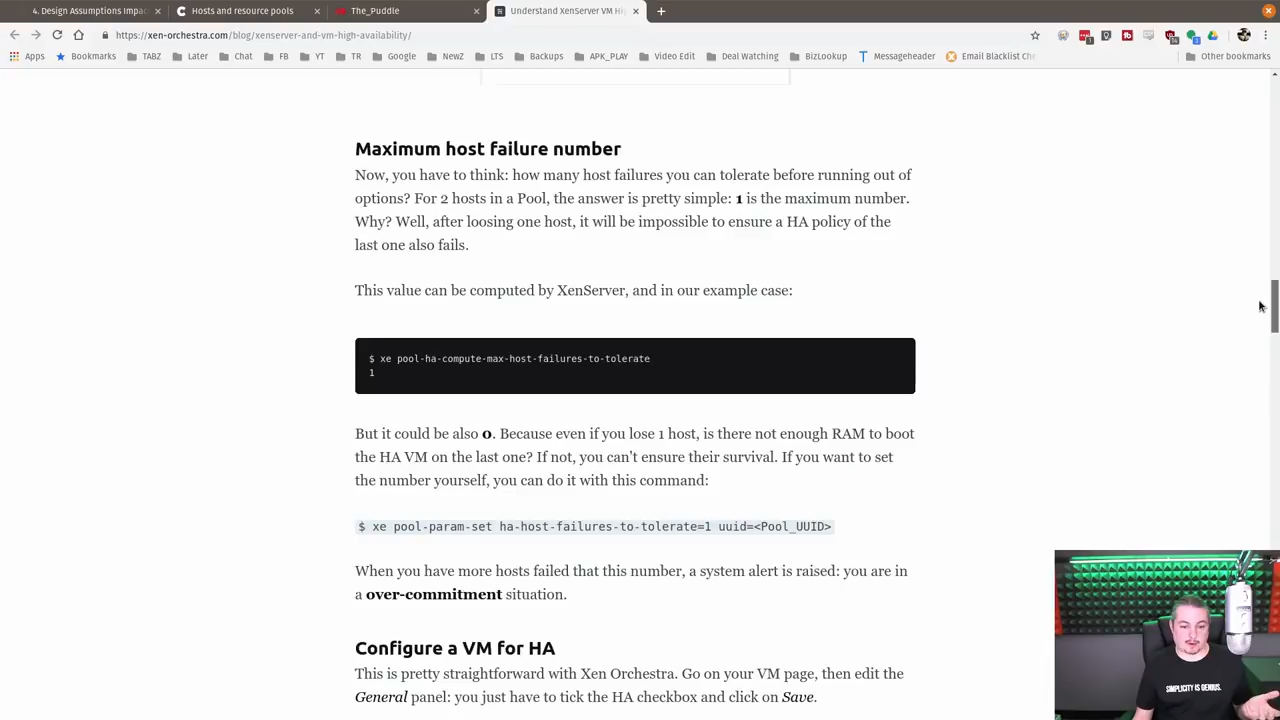 4. Design Assumptions Impac
Hosts and resource pools
The_Puddle
Understand XenServer VM Hi
https://xen-orchestra.com/blog/xenserver-and-vm-high-availability/
Apps
Bookmarks
TABZ
Later
Chat
FB
YT
TR
Google
NewZ
LTS
Backups
APK_PLAY
Video Edit
Deal Watching
BizLookup
Messageheader
Email Blacklist Che
Other bookmarks
Maximum host failure number
Now, you have to think: how many host failures you can tolerate before running out of
options? For 2 hosts in a Pool, the answer is pretty simple: 1 is the maximum number.
Why? Well, after loosing one host, it will be impossible to ensure a HA policy of the
last one also fails.
This value can be computed by XenServer, and in our example case:
$ xe pool-ha-compute-max-host-failures-to-tolerate
1
But it could be also 0. Because even if you lose 1 host, is there not enough RAM to boot
the HA VM on the last one? If not, you can't ensure their survival. If you want to set
the number yourself, you can do it with this command:
$ xe pool-param-set ha-host-failures-to-tolerate=1 uuid=<Pool_UUID>
When you have more hosts failed that this number, a system alert is raised: you are in
a over-commitment situation.
Configure a VM for HA
This is pretty straightforward with Xen Orchestra. Go on your VM page, then edit the
General panel: you just have to tick the HA checkbox and click on Save.
SIMPLICITY IS GENIUS.